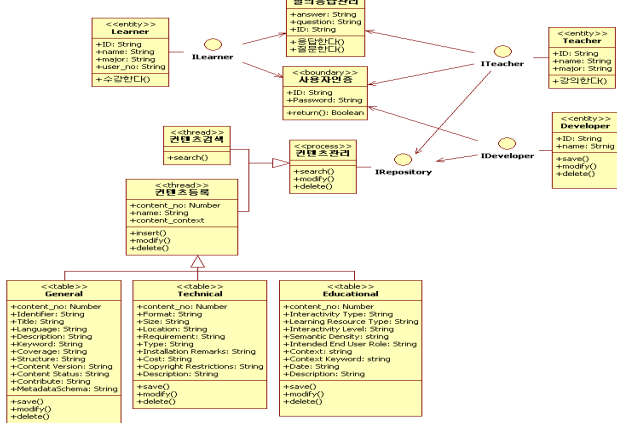 질의응답관리
+answer: String
+question: String
+ID: String
+응답한다()
+질문한다()
<<entity>>
Learner
+ID: String
+name: String
+major: String
+user_no: String
+수강한다()
ILearner
<<boundary>>
사용자인증
+ID: String
+Password: String
+return(): Boolean
ITeacher
<<entity>>
Teacher
+ID: String
+name: String
+major: String
+강의한다()
<<entity>>
Developer
+ID: String
+name: Strnig
+save()
+modify()
+delete()
IDeveloper
<<thread>>
컨텐츠검색
+search()
<<process>>
컨텐츠관리
+search()
+modify()
+delete()
IRepository
<<thread>>
컨텐츠등록
+content_no: Number
+name: String
+content_context
+insert()
+modify()
+delete()
<<table>>
General
+content_no: Number
+Identifier: String
+Title: String
+Language: String
+Description: String
+Keyword: String
+Coverage: String
+Structure: String
+Content Version: String
+Content Status: String
+Contribute: String
+MetadataSchema: String
+save()
+modify()
+delete()
<<table>>
Technical
+content_no: Number
+Format: String
+Size: String
+Location: String
+Requirement: String
+Type: String
+Installation Remarks: String
+Cost: String
+Copyright Restrictions: String
+Description: String
+save()
+modify()
+delete()
<<table>>
Educational
+content_no: Number
+Interactivity Type: String
+Learning Resource Type: String
+Interactivity Level: String
+Semantic Density: string
+Intended End User Role: String
+Context: string
+Context Keyword: String
+Date: String
+Description: String
+save()
+modify()
+delete()